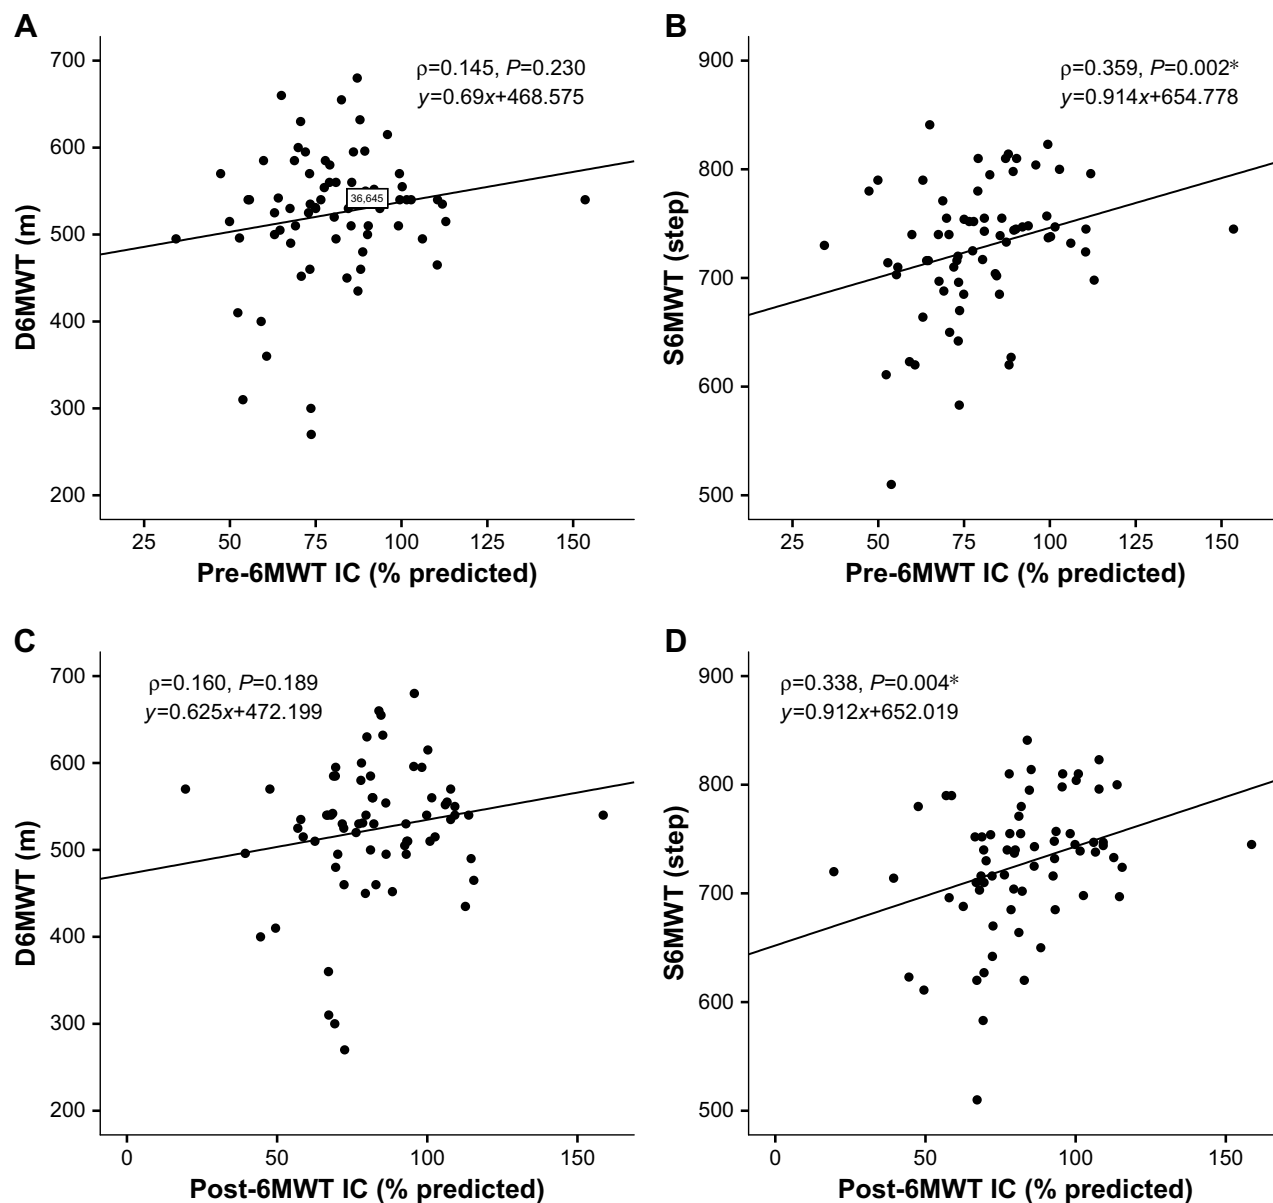 A
700
600
500
400
300
200
D6MWT (m)
ρ=0.145, P=0.230
y=0.69x+468.575
36,645
25 50 75 100 125 150
Pre-6MWT IC (% predicted)
B
900
800
700
600
500
S6MWT (step)
ρ=0.359, P=0.002*
y=0.914x+654.778
25 50 75 100 125 150
Pre-6MWT IC (% predicted)
C
700
600
500
400
300
200
D6MWT (m)
ρ=0.160, P=0.189
y=0.625x+472.199
0 50 100 150
Post-6MWT IC (% predicted)
D
900
800
700
600
500
S6MWT (step)
ρ=0.338, P=0.004*
y=0.912x+652.019
0 50 100 150
Post-6MWT IC (% predicted)